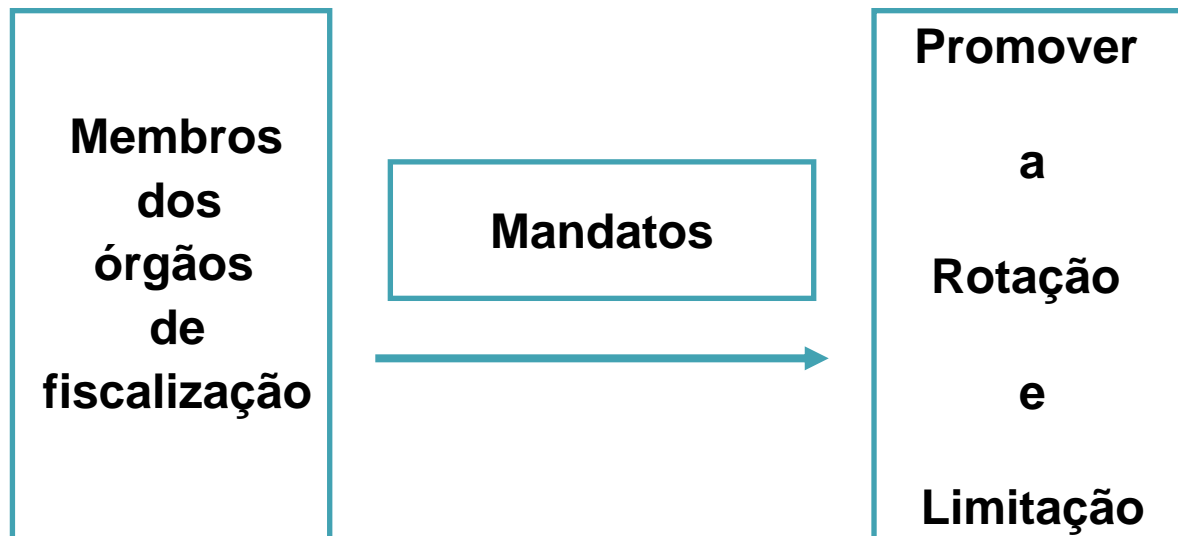 Membros
dos
órgãos
de
fiscalização
Mandatos
Promover
a
Rotação
e
Limitação